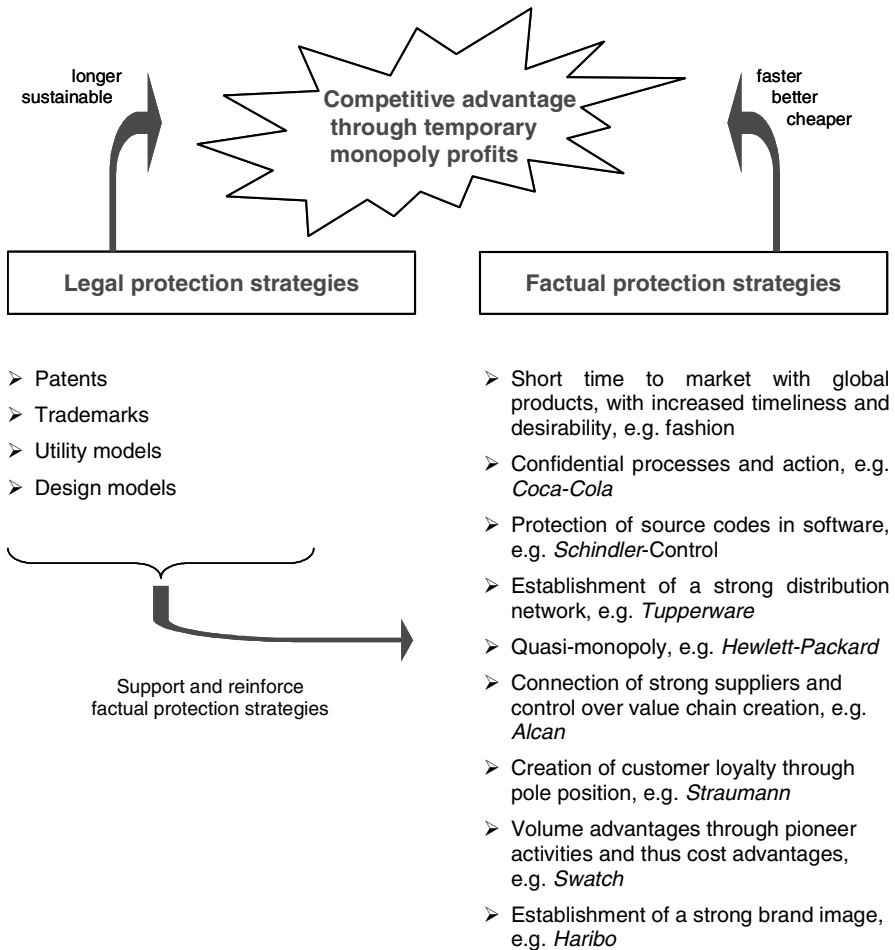 longer
sustainable
Competitive advantage
through temporary
monopoly profits
faster
better
cheaper
Legal protection strategies
Factual protection strategies
➢ Patents
➢ Trademarks
➢ Utility models
➢ Design models
Support and reinforce
factual protection strategies
➢ Short time to market with global
products, with increased timeliness and
desirability, e.g. fashion
➢ Confidential processes and action, e.g.
Coca-Cola
➢ Protection of source codes in software,
e.g. Schindler-Control
➢ Establishment of a strong distribution
network, e.g. Tupperware
➢ Quasi-monopoly, e.g. Hewlett-Packard
➢ Connection of strong suppliers and
control over value chain creation, e.g.
Alcan
➢ Creation of customer loyalty through
pole position, e.g. Straumann
➢ Volume advantages through pioneer
activities and thus cost advantages,
e.g. Swatch
➢ Establishment of a strong brand image,
e.g. Haribo